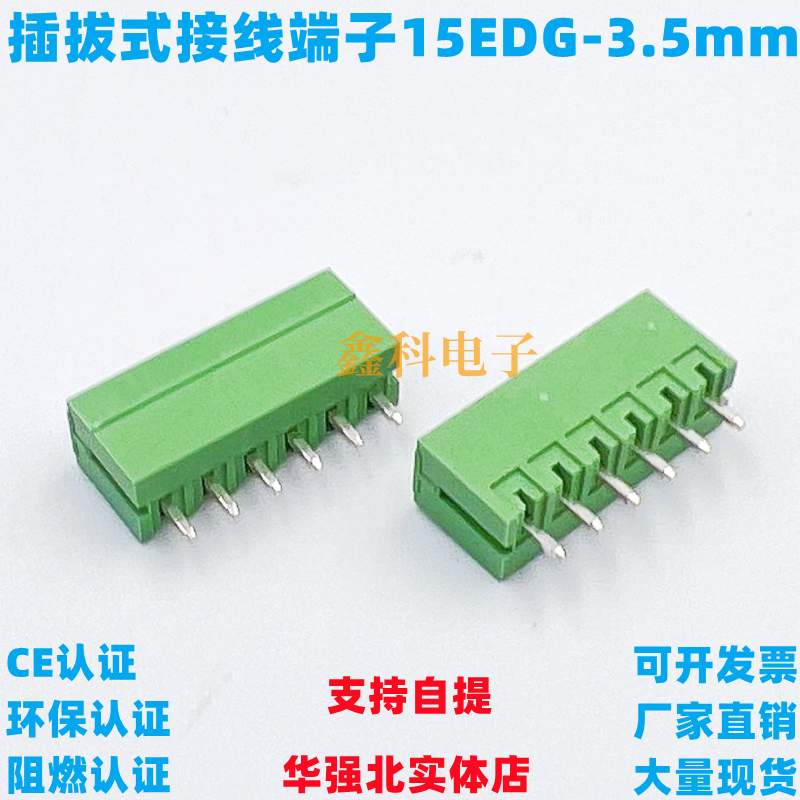 插拔式接线端子15EDG-3.5mm
鑫科电子
CE认证
环保认证
阻燃认证
支持自提
华强北实体店
可开发票
厂家直销
大量现货